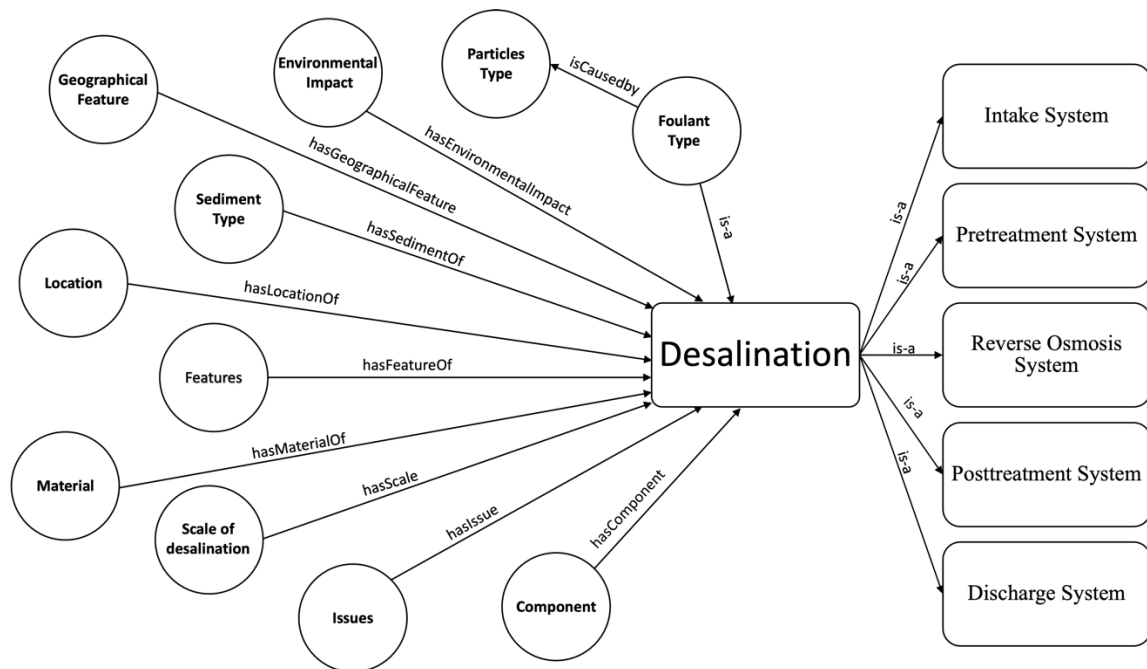 Geographical
Feature
Environmental
Impact
Particles
Type
isCausedby
Foulant
Type
hasGeographicalFeature
hasEnvironmentalImpact
is-a
Sediment
Type
hasSedimentOf
Location
hasLocationOf
Features
hasFeatureOf
Desalination
Material
hasMaterialOf
Scale of
desalination
hasScale
Issues
hasIssue
Component
hasComponent
is-a
Intake System
is-a
Pretreatment System
is-a
Reverse Osmosis
System
is-a
Posttreatment System
is-a
Discharge System